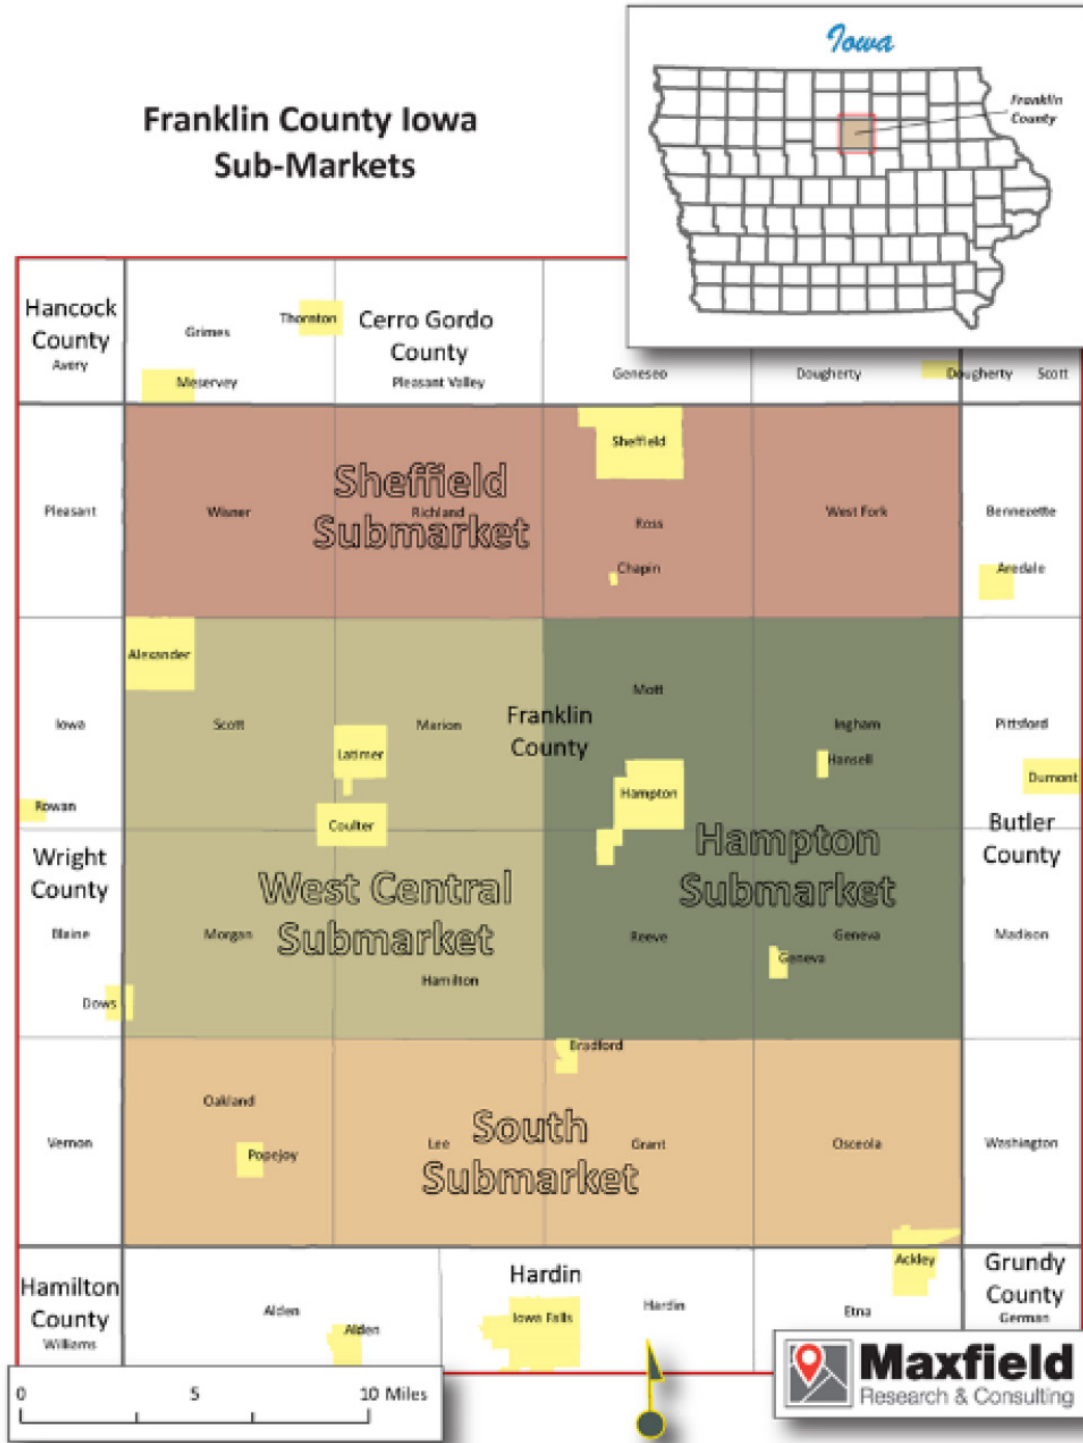 Iowa
Franklin
County
Franklin County Iowa
Sub-Markets
Hancock
County
Avery
Grimes
Thornton
Cerro Gordo
County
Meservey
Pleasant Valley
Geneseo
Dougherty
Dougherty
Scott
Sheffield
Sheffield
Submarket
Pleasant
Wisner
Richland
Ross
West Fork
Bennezette
Chapin
Aredale
Alexander
Mott
Iowa
Scott
Marion
Franklin
County
Ingham
Pittsford
Latimer
Hansell
Rowan
Coulter
Hampton
Dumont
Wright
County
Hampton
Submarket
Butler
County
West Central
Submarket
Blaine
Morgan
Reeve
Geneva
Madison
Geneva
Hamilton
Dows
Bradford
Oakland
South
Submarket
Vernon
Popejoy
Lee
Grant
Osceola
Washington
Hamilton
County
Williams
Hardin
Ackley
Grundy
County
German
Alden
Alden
Iowa Falls
Hardin
Etna
0 5 10 Miles
Maxfield
Research & Consulting